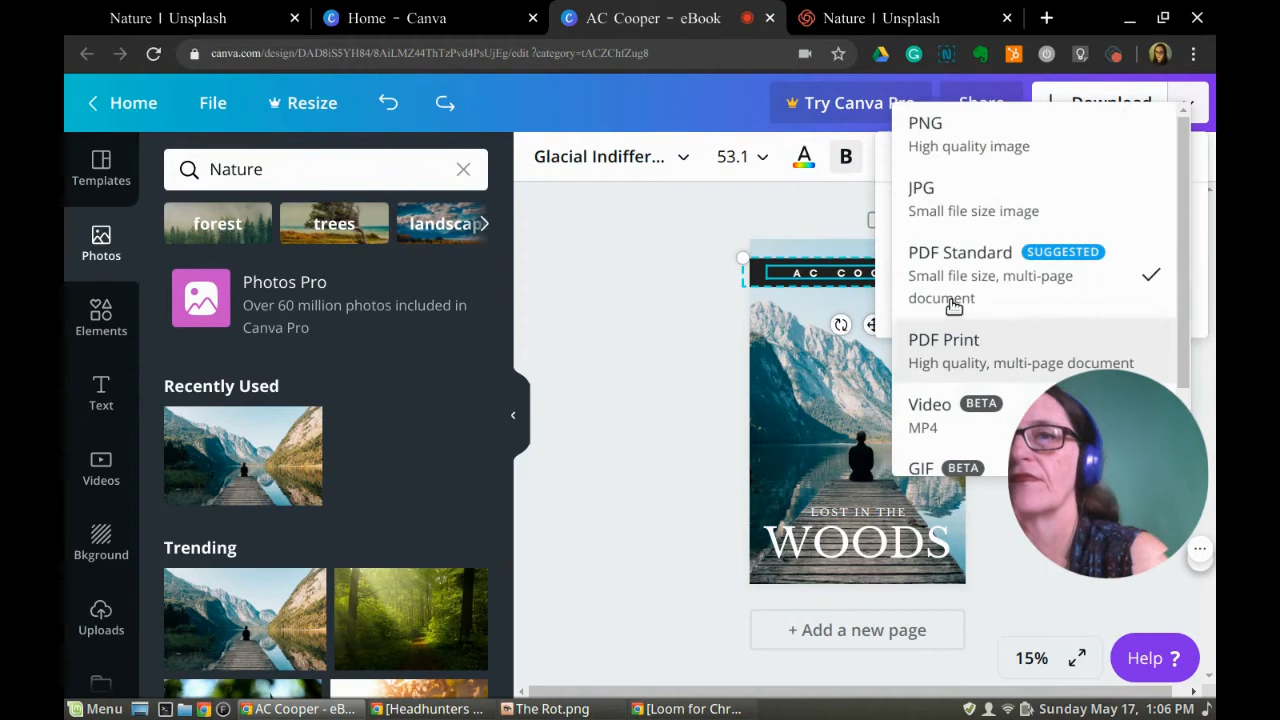 Nature | Unsplash
Home - Canva
AC Cooper - eBook
Nature | Unsplash
canva.com/design/DAD8iS5YH84/8AiLMZ44ThTzPvd4PsUjEg/edit?category=tACZChfZug8
Home
File
Resize
Try Canva Pro
Share
Download
Templates
Photos
Elements
Text
Videos
Bkground
Uploads
Nature
forest
trees
landscap
Photos Pro
Over 60 million photos included in
Canva Pro
Recently Used
Trending
Glacial Indiffer...
53.1
A
B
AC COO
LOST IN THE
WOODS
+ Add a new page
PNG
High quality image
JPG
Small file size image
PDF Standard SUGGESTED
Small file size, multi-page
document
PDF Print
High quality, multi-page document
Video BETA
MP4
GIF BETA
15%
Help ?
Menu
AC Cooper - eB...
[Headhunters ...
The Rot.png
[Loom for Chr...
Sunday May 17, 1:06 PM